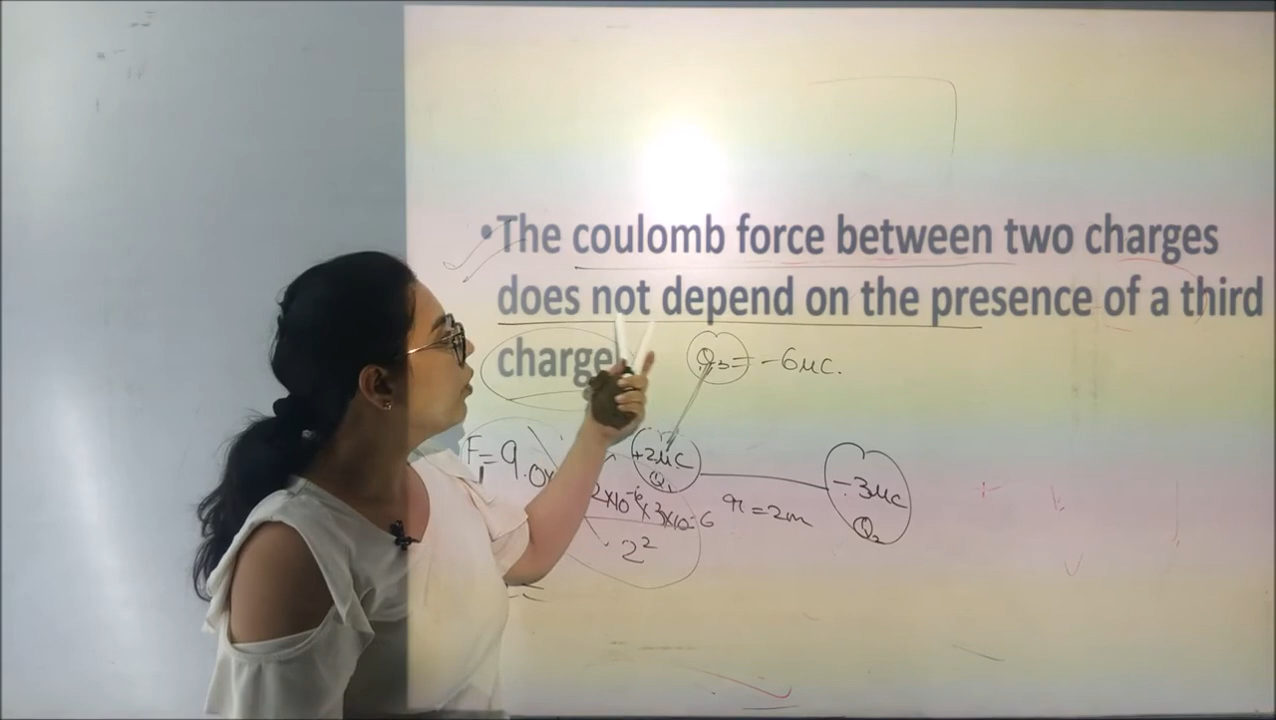 •The coulomb force between two charges
does not depend on the presence of a third
charge.
Q₃ = -6μC.
F₁ = 9.0×
2×10⁻⁶×3×10⁻⁶
2²
+2μC
Q₁
r = 2m
-3μC
Q₂